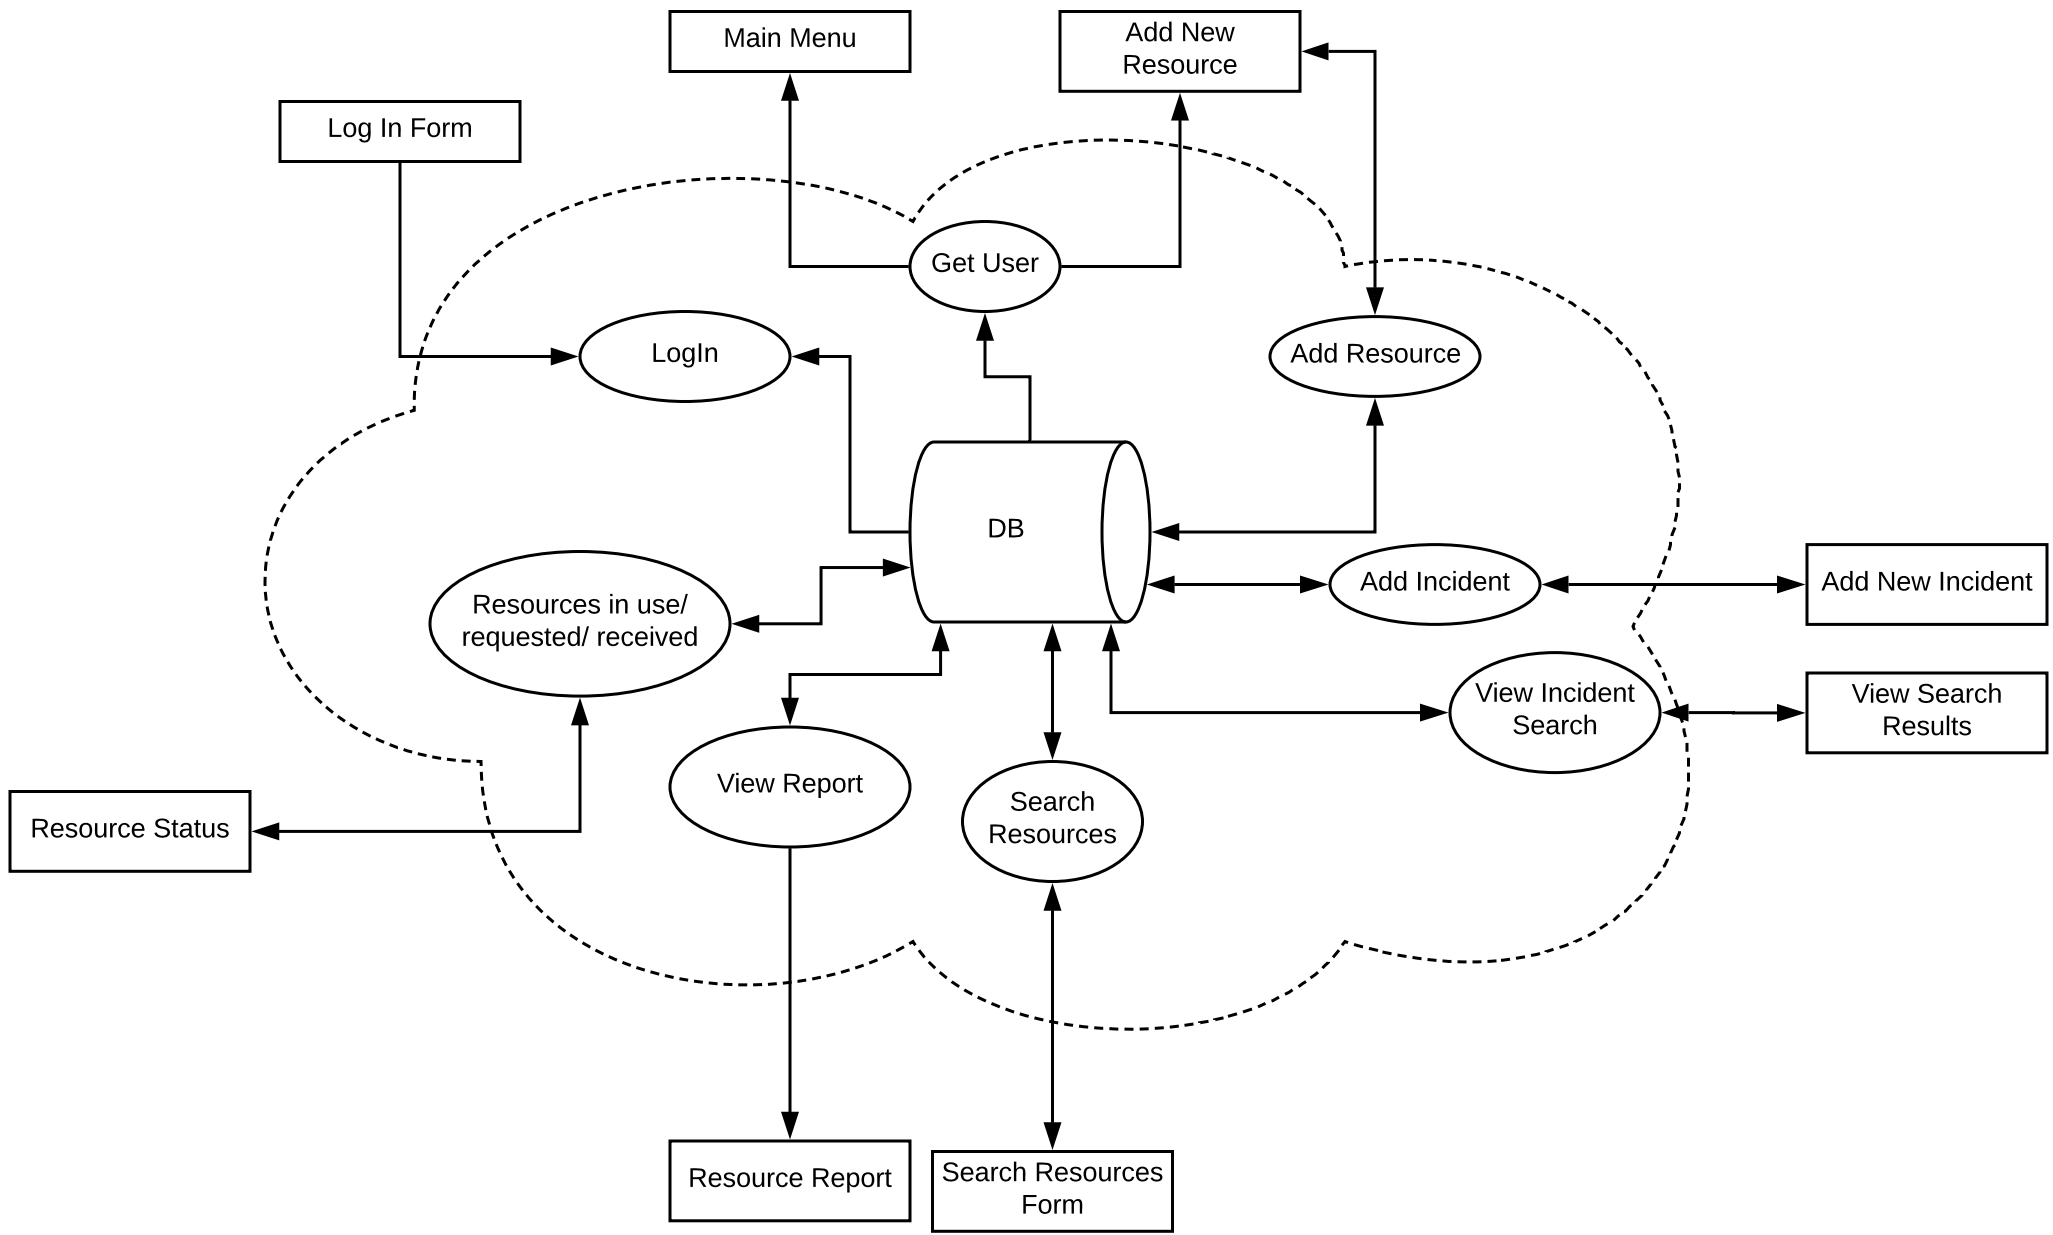 Main Menu
Add New
Resource
Log In Form
Get User
LogIn
Add Resource
DB
Add Incident
Add New Incident
Resources in use/
requested/ received
View Incident
Search
View Search
Results
View Report
Search
Resources
Resource Status
Resource Report
Search Resources
Form